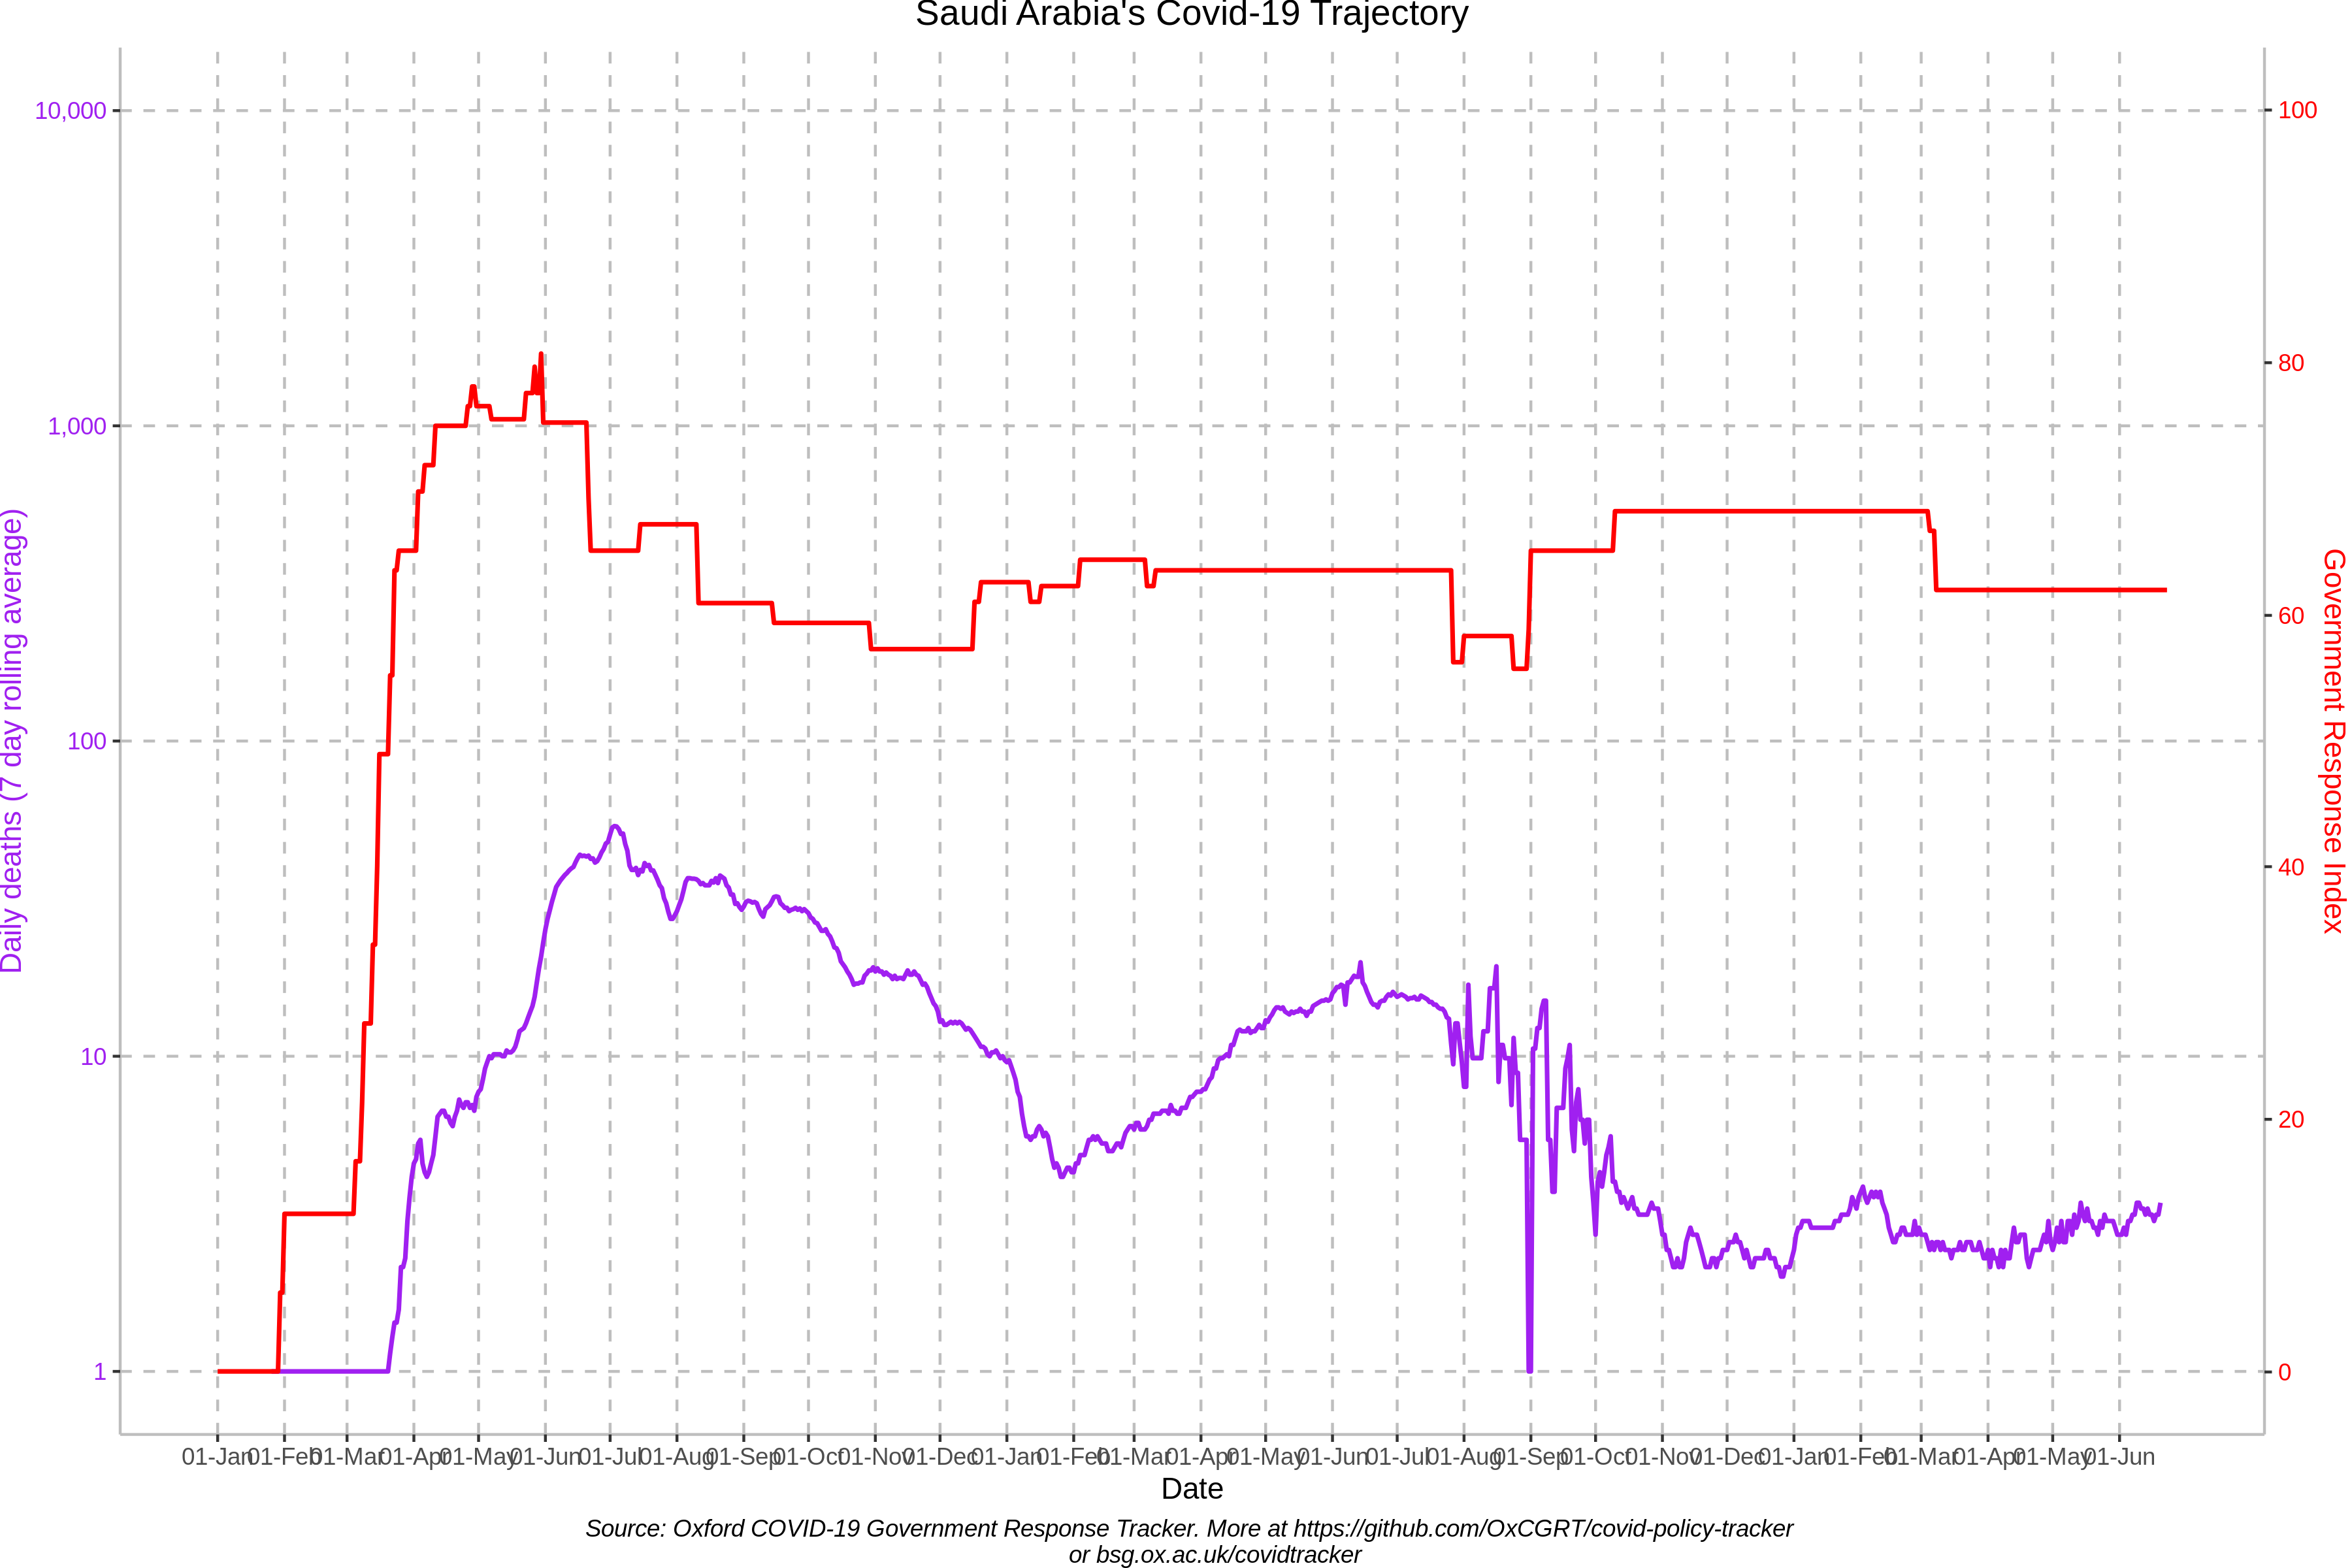 Saudi Arabia's Covid-19 Trajectory
10,000
1,000
100
10
1
Daily deaths (7 day rolling average)
100
80
60
40
20
0
Government Response Index
01-Jan
01-Feb
01-Mar
01-Apr
01-May
01-Jun
01-Jul
01-Aug
01-Sep
01-Oct
01-Nov
01-Dec
01-Jan
01-Feb
01-Mar
01-Apr
01-May
01-Jun
01-Jul
01-Aug
01-Sep
01-Oct
01-Nov
01-Dec
01-Jan
01-Feb
01-Mar
01-Apr
01-May
01-Jun
Date
Source: Oxford COVID-19 Government Response Tracker. More at https://github.com/OxCGRT/covid-policy-tracker
or bsg.ox.ac.uk/covidtracker